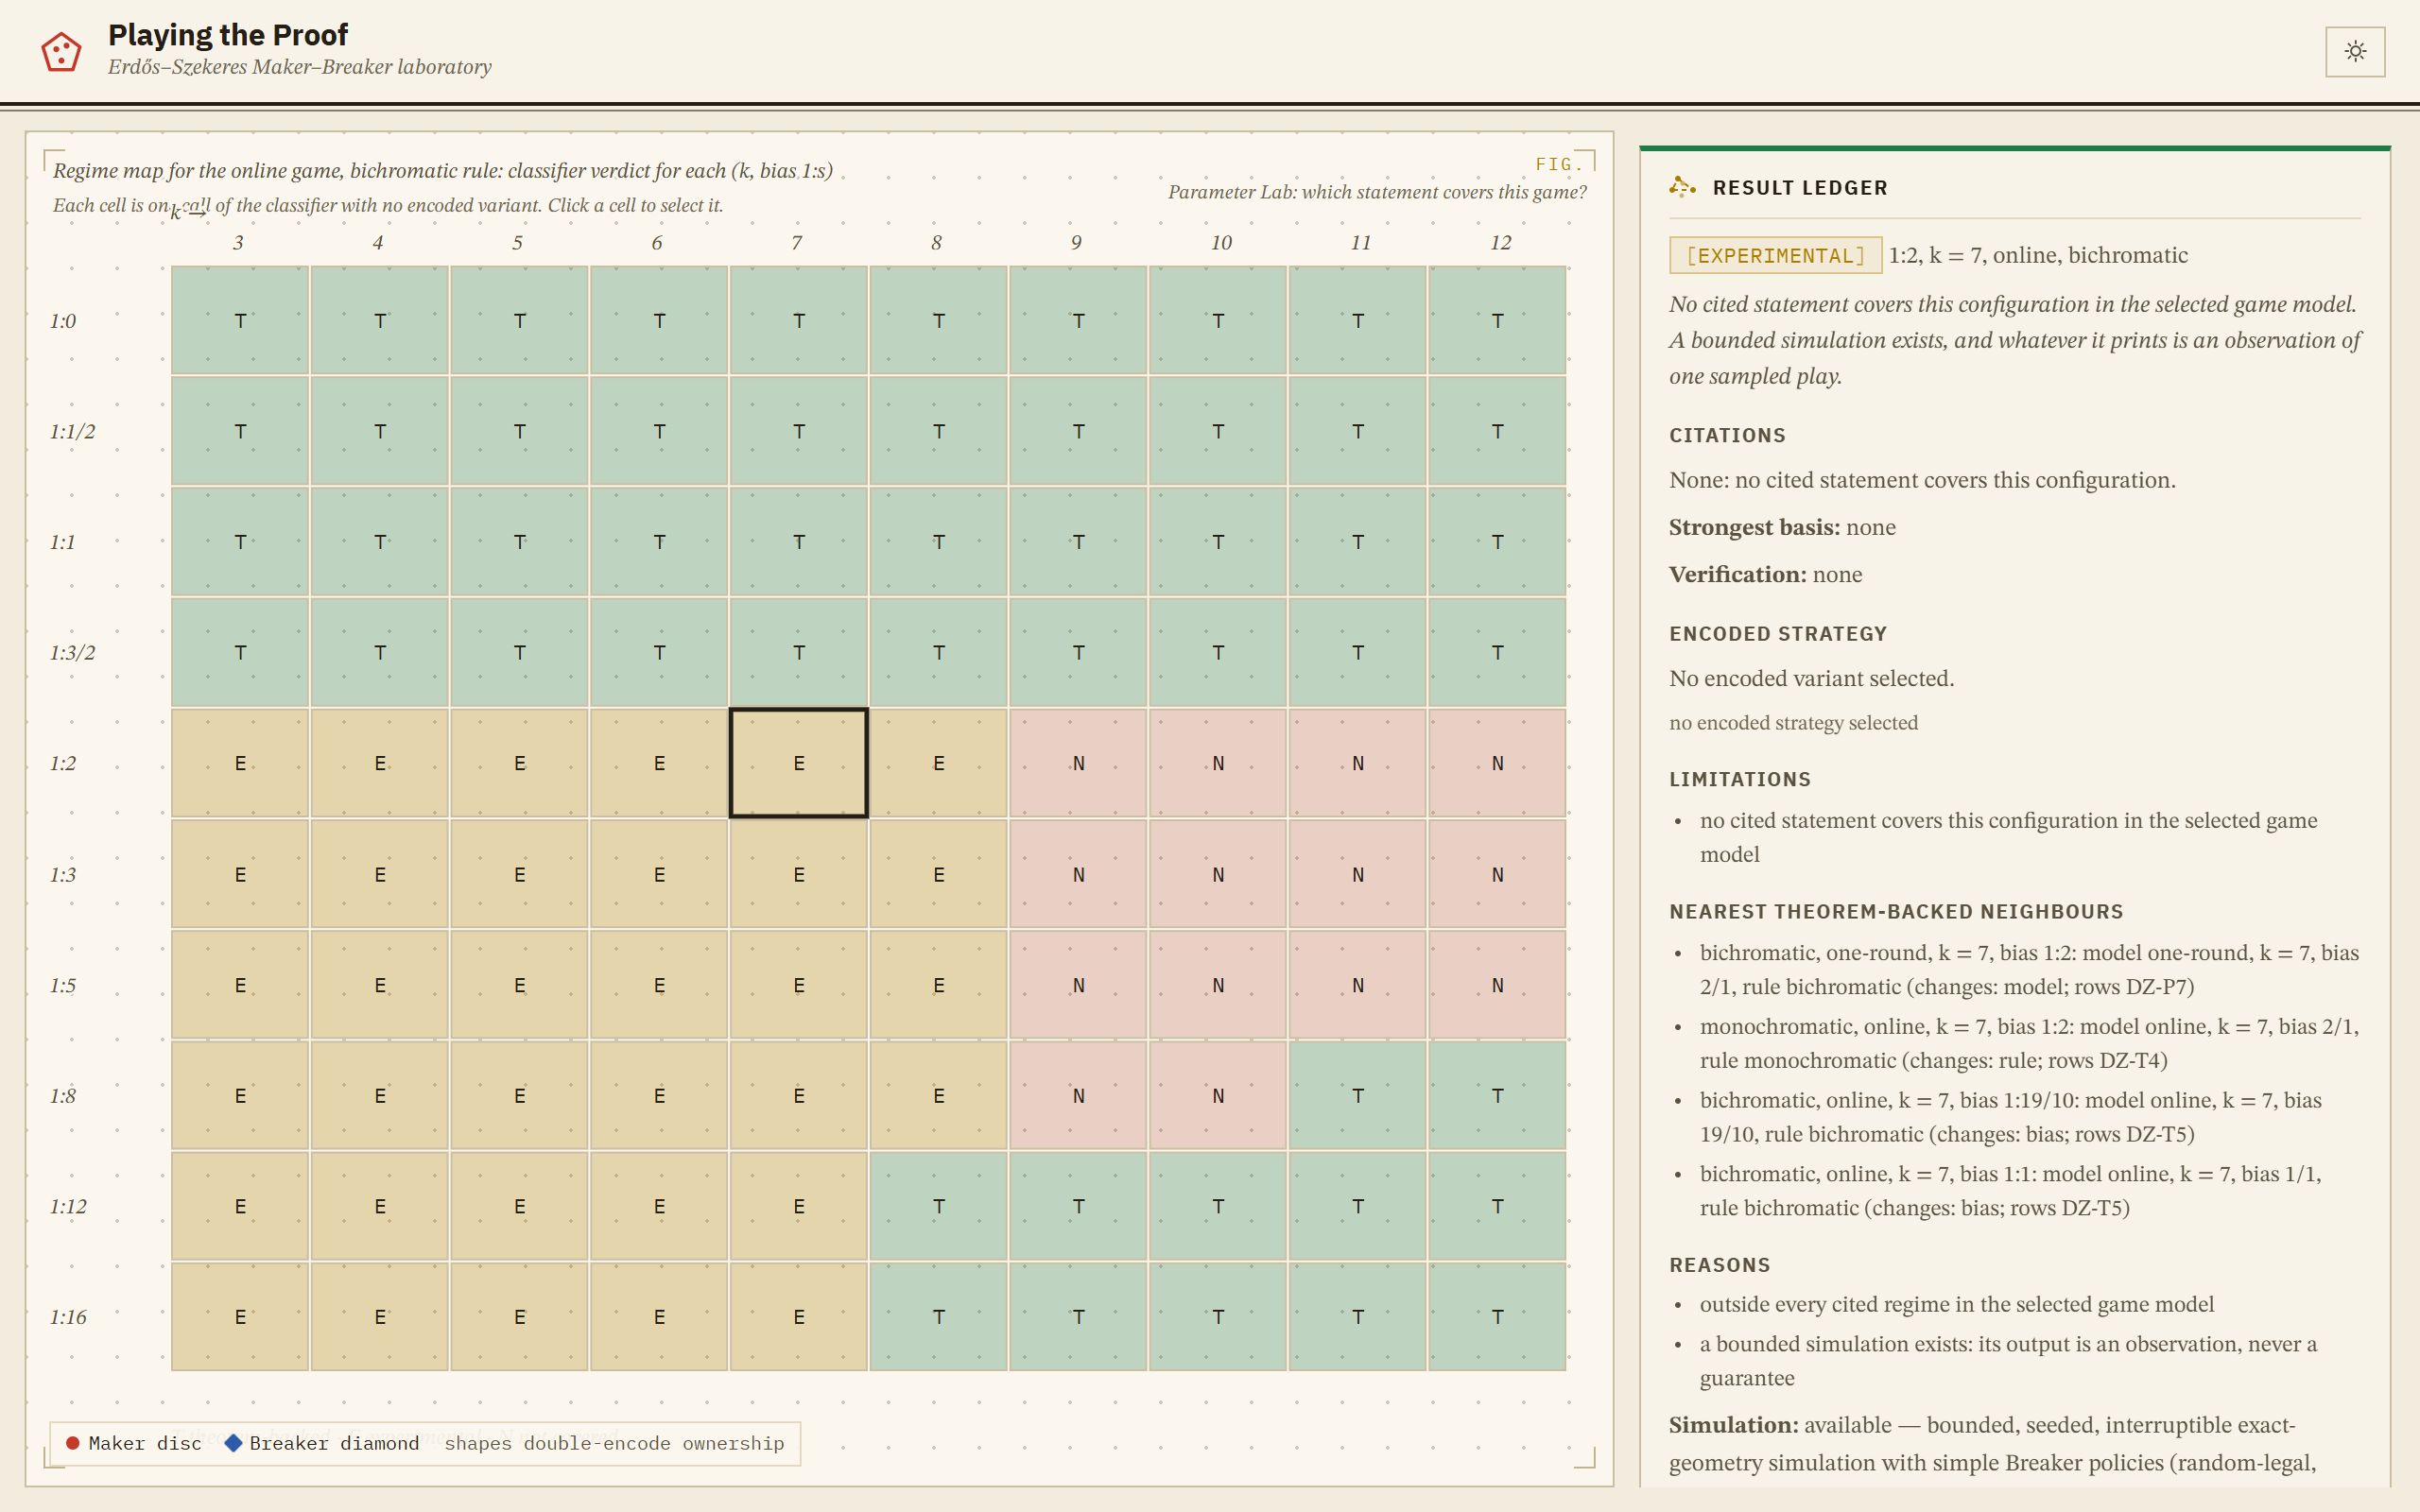 Playing the Proof
Erdős–Szekeres Maker–Breaker laboratory
Regime map for the online game, bichromatic rule: classifier verdict for each (k, bias 1:s)
FIG.
Each cell is one call of the classifier with no encoded variant. Click a cell to select it.
Parameter Lab: which statement covers this game?
k →
3 4 5 6 7 8 9 10 11 12
1:0 T T T T T T T T T T
1:1/2 T T T T T T T T T T
1:1 T T T T T T T T T T
1:3/2 T T T T T T T T T T
1:2 E E E E E E N N N N
1:3 E E E E E E N N N N
1:5 E E E E E E N N N N
1:8 E E E E E E N N T T
1:12 E E E E E T T T T T
1:16 E E E E E T T T T T
Maker disc Breaker diamond shapes double-encode ownership
RESULT LEDGER
[EXPERIMENTAL] 1:2, k = 7, online, bichromatic
No cited statement covers this configuration in the selected game model.
A bounded simulation exists, and whatever it prints is an observation of
one sampled play.
CITATIONS
None: no cited statement covers this configuration.
Strongest basis: none
Verification: none
ENCODED STRATEGY
No encoded variant selected.
no encoded strategy selected
LIMITATIONS
• no cited statement covers this configuration in the selected game
model
NEAREST THEOREM-BACKED NEIGHBOURS
• bichromatic, one-round, k = 7, bias 1:2: model one-round, k = 7, bias
2/1, rule bichromatic (changes: model; rows DZ-P7)
• monochromatic, online, k = 7, bias 1:2: model online, k = 7, bias 2/1,
rule monochromatic (changes: rule; rows DZ-T4)
• bichromatic, online, k = 7, bias 1:19/10: model online, k = 7, bias
19/10, rule bichromatic (changes: bias; rows DZ-T5)
• bichromatic, online, k = 7, bias 1:1: model online, k = 7, bias 1/1,
rule bichromatic (changes: bias; rows DZ-T5)
REASONS
• outside every cited regime in the selected game model
• a bounded simulation exists: its output is an observation, never a
guarantee
Simulation: available — bounded, seeded, interruptible exact-
geometry simulation with simple Breaker policies (random-legal,